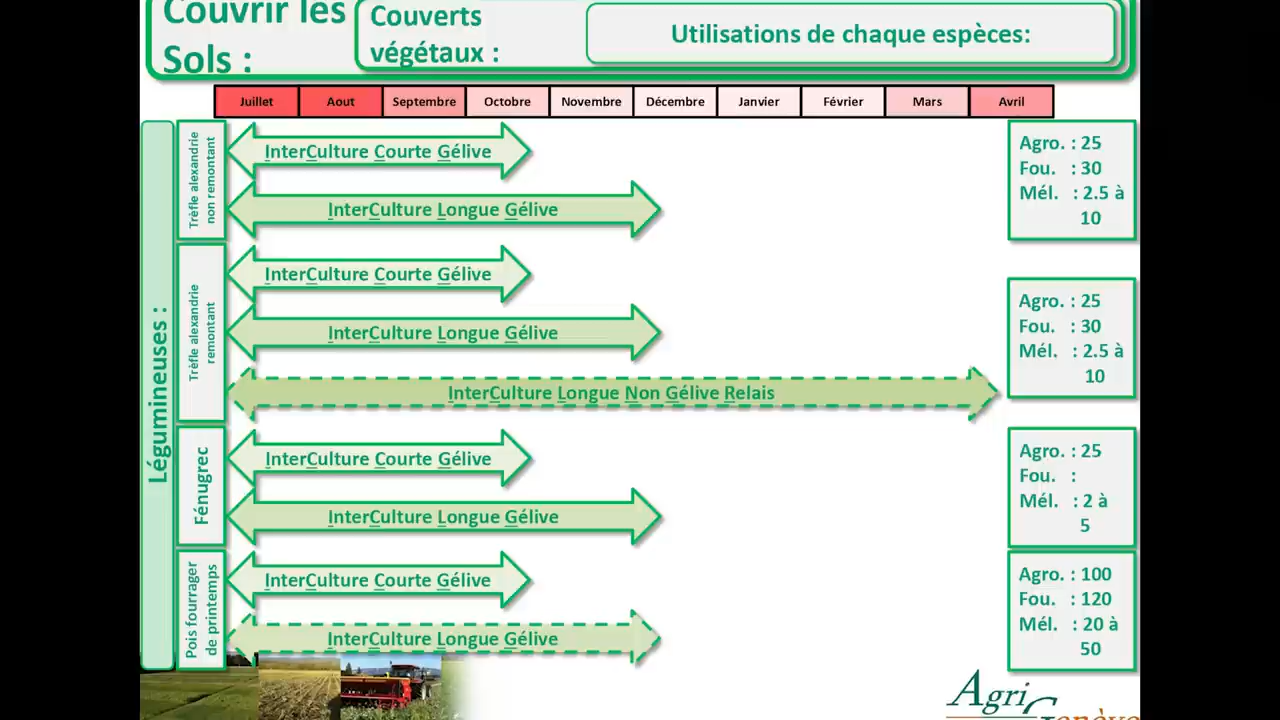 Couvrir les
Sols :
Couverts
végétaux :
Utilisations de chaque espèces:
Juillet
Aout
Septembre
Octobre
Novembre
Décembre
Janvier
Février
Mars
Avril
Légumineuses :
Trèfle alexandrie
non remontant
InterCulture Courte Gélive
InterCulture Longue Gélive
Agro. : 25
Fou. : 30
Mél. : 2.5 à
10
Trèfle alexandrie
remontant
InterCulture Courte Gélive
InterCulture Longue Gélive
InterCulture Longue Non Gélive Relais
Agro. : 25
Fou. : 30
Mél. : 2.5 à
10
Fénugrec
InterCulture Courte Gélive
InterCulture Longue Gélive
Agro. : 25
Fou. :
Mél. : 2 à
5
Pois fourrager
de printemps
InterCulture Courte Gélive
InterCulture Longue Gélive
Agro. : 100
Fou. : 120
Mél. : 20 à
50
Agri
Genève